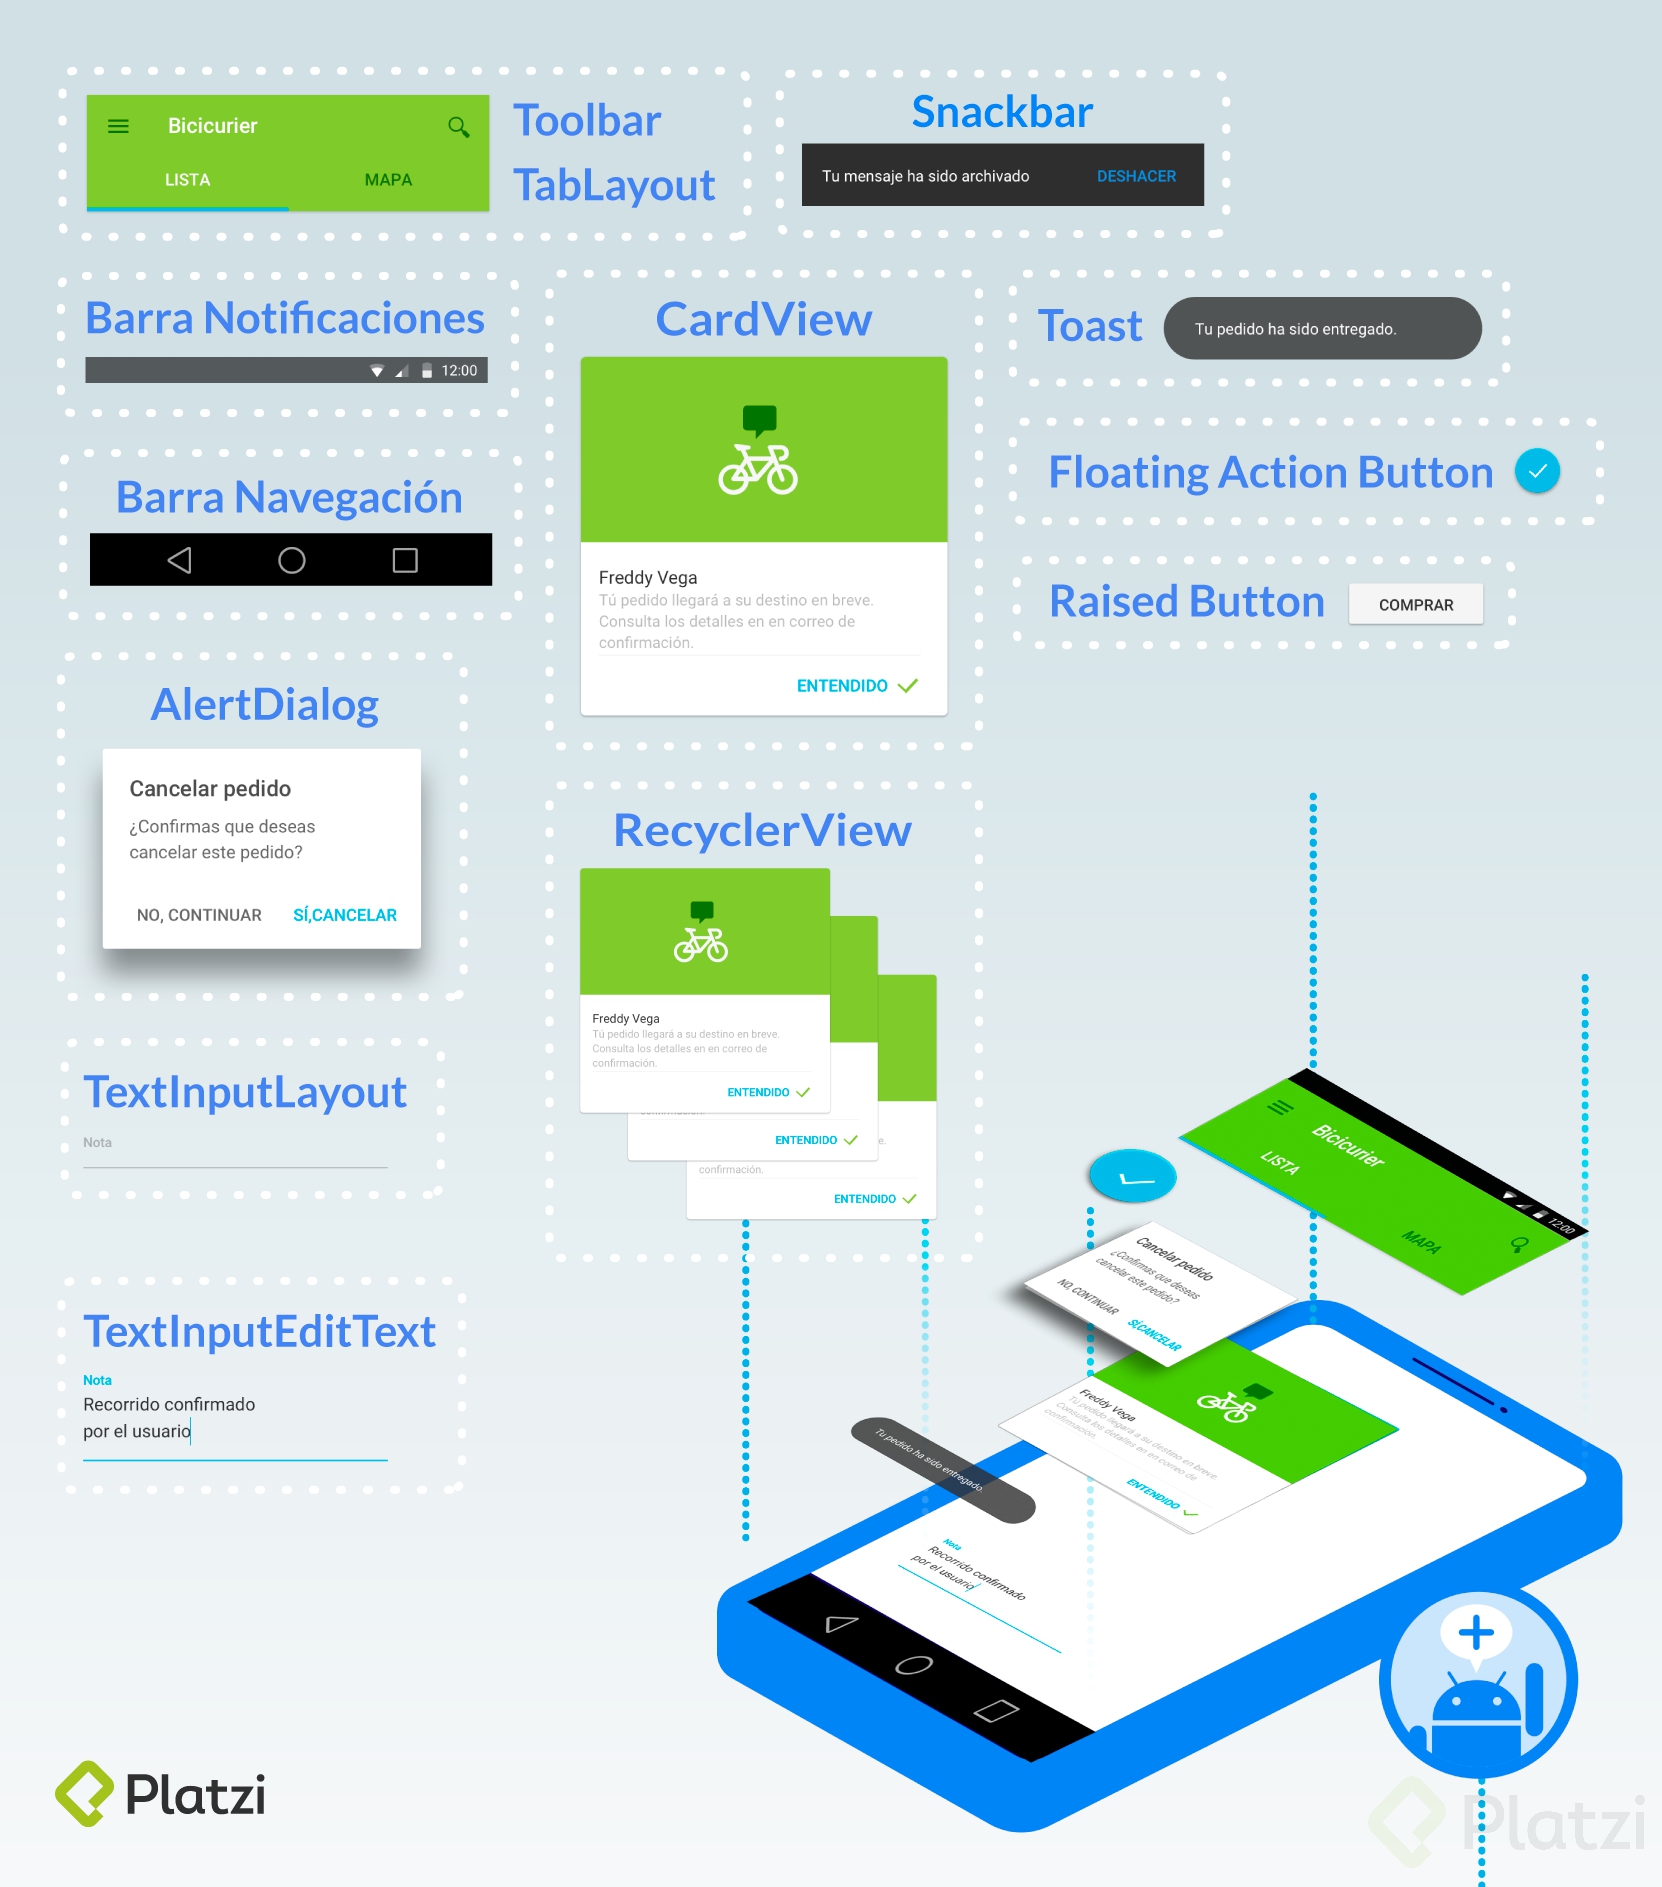 Bicicurier
LISTA
MAPA
Toolbar
TabLayout
Snackbar
Tu mensaje ha sido archivado
DESHACER
Barra Notificaciones
12:00
CardView
Freddy Vega
Tú pedido llegará a su destino en breve.
Consulta los detalles en en correo de
confirmación.
ENTENDIDO
Toast
Tu pedido ha sido entregado.
Floating Action Button
Raised Button
COMPRAR
Barra Navegación
AlertDialog
Cancelar pedido
¿Confirmas que deseas
cancelar este pedido?
NO, CONTINUAR
SÍ,CANCELAR
RecyclerView
Freddy Vega
Tú pedido llegará a su destino en breve.
Consulta los detalles en en correo de
confirmación.
ENTENDIDO
ENTENDIDO
e.
confirmación.
ENTENDIDO
TextInputLayout
Nota
TextInputEditText
Nota
Recorrido confirmado
por el usuario
12:00
Bicicurier
LISTA
MAPA
Cancelar pedido
¿Confirmas que deseas
cancelar este pedido?
NO, CONTINUAR
SÍ,CANCELAR
Freddy Vega
Tú pedido llegará a su destino en breve.
Consulta los detalles en en correo de
confirmación.
ENTENDIDO
Tu pedido ha sido entregado.
Nota
Recorrido confirmado
por el usuario
Platzi
Platzi